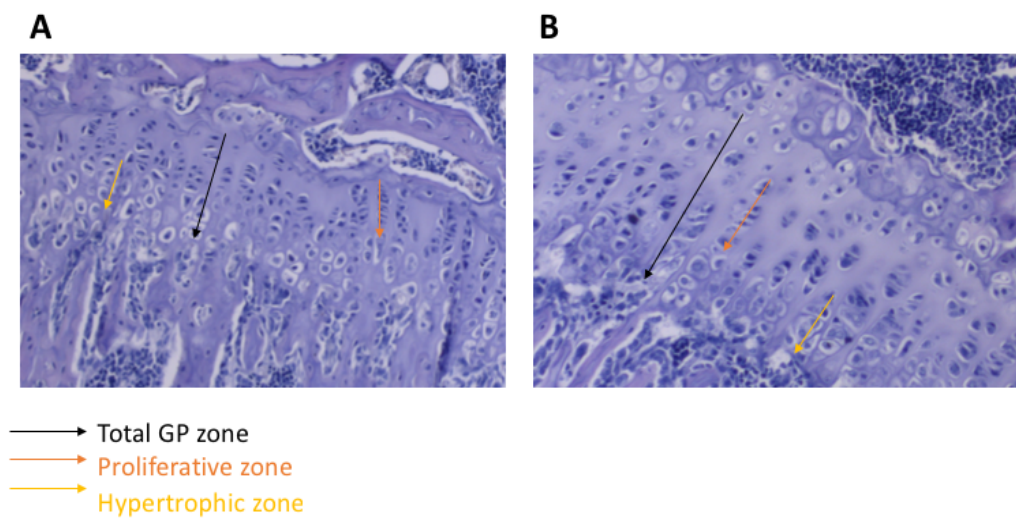 A
B
Total GP zone
Proliferative zone
Hypertrophic zone